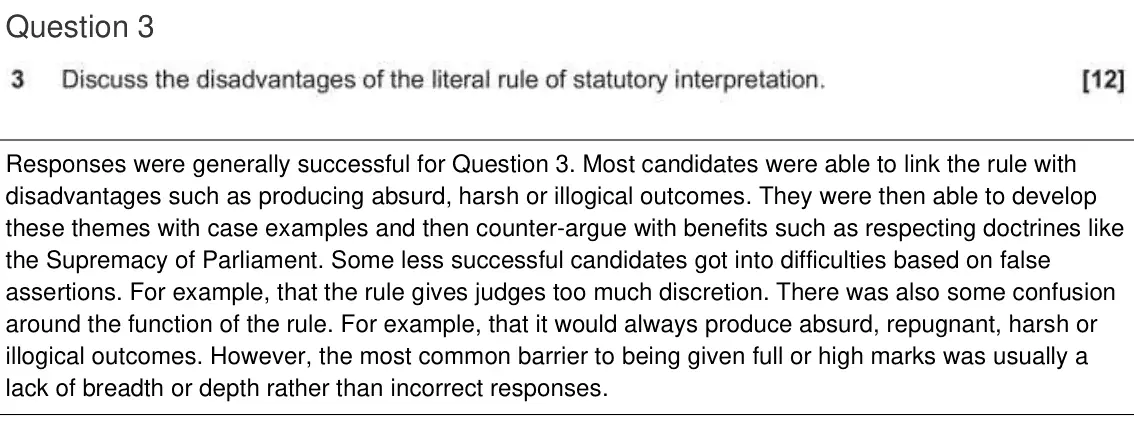 Question 3
3 Discuss the disadvantages of the literal rule of statutory interpretation. [12]
Responses were generally successful for Question 3. Most candidates were able to link the rule with
disadvantages such as producing absurd, harsh or illogical outcomes. They were then able to develop
these themes with case examples and then counter-argue with benefits such as respecting doctrines like
the Supremacy of Parliament. Some less successful candidates got into difficulties based on false
assertions. For example, that the rule gives judges too much discretion. There was also some confusion
around the function of the rule. For example, that it would always produce absurd, repugnant, harsh or
illogical outcomes. However, the most common barrier to being given full or high marks was usually a
lack of breadth or depth rather than incorrect responses.